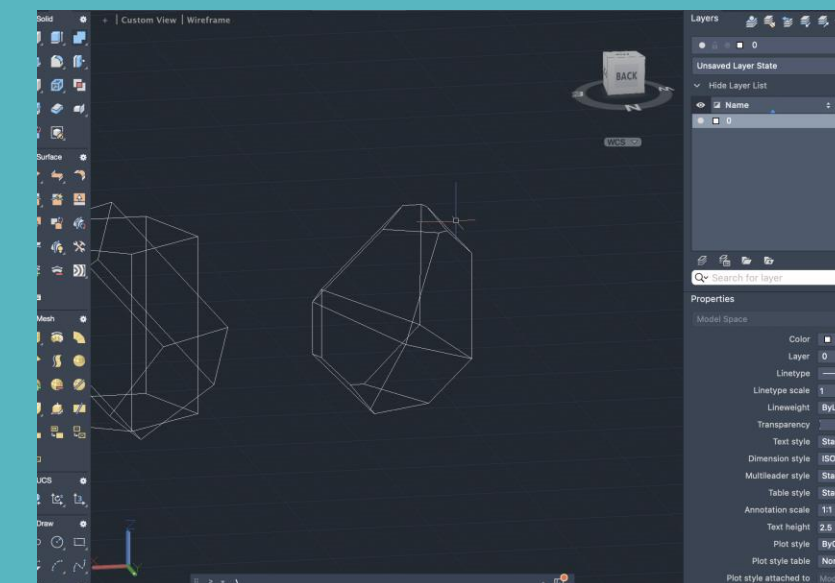 Solid
+ | Custom View | Wireframe
BACK
N
WCS
Z
Surface
Mesh
UCS
Draw
Layers
0
Unsaved Layer State
Hide Layer List
Name
0
Search for layer
Properties
Model Space
Color
Layer 0
Linetype
Linetype scale 1
Lineweight ByL
Transparency
Text style Sta
Dimension style ISO
Multileader style Sta
Table style Sta
Annotation scale 1:1
Text height 2.5
Plot style ByC
Plot style table Non
Plot style attached to Mod